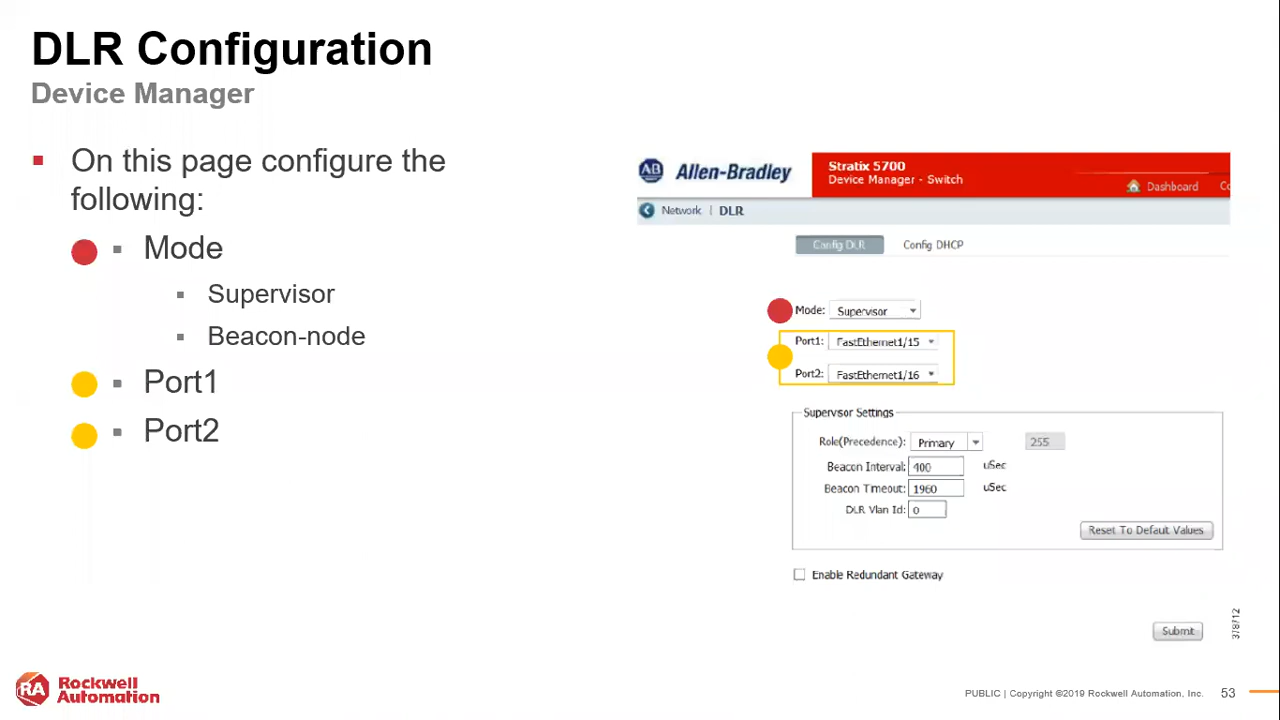 DLR Configuration
Device Manager
On this page configure the
following:
Mode
Supervisor
Beacon-node
Port1
Port2
AB Allen-Bradley
Stratix 5700
Device Manager - Switch
Dashboard
Network | DLR
Config DLR Config DHCP
Mode: Supervisor
Port1: FastEthernet1/15
Port2: FastEthernet1/16
Supervisor Settings
Role(Precedence): Primary 255
Beacon Interval: 400 uSec
Beacon Timeout: 1960 uSec
DLR Vlan Id: 0
Reset To Default Values
Enable Redundant Gateway
Submit
378712
RA Rockwell
Automation
PUBLIC | Copyright ©2019 Rockwell Automation, Inc. 53